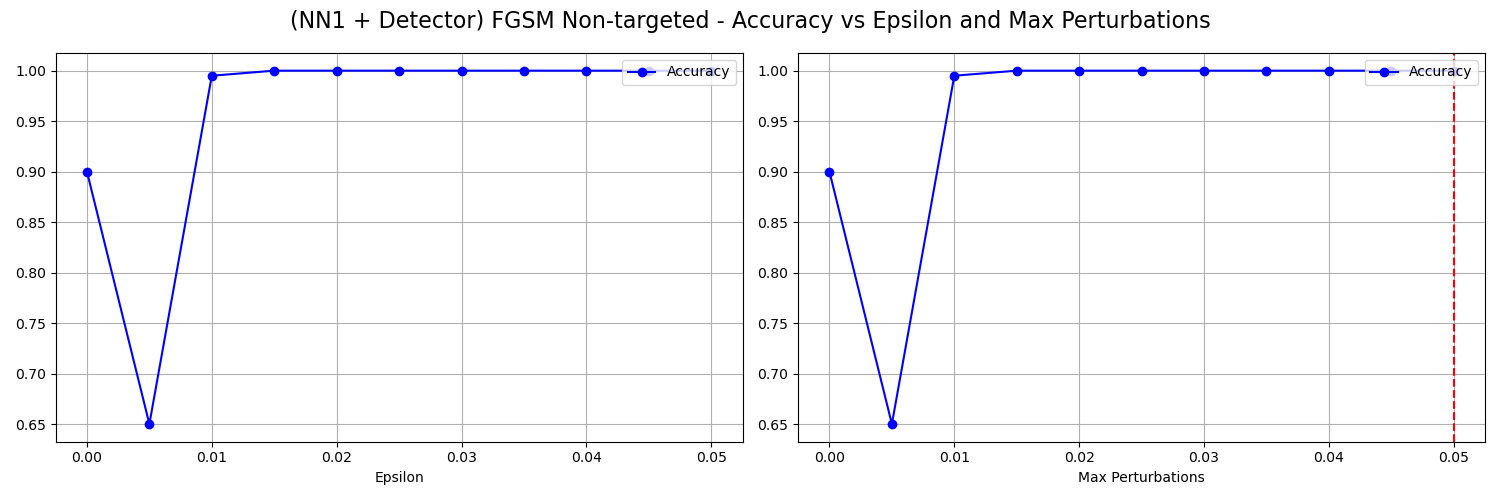 (NN1 + Detector) FGSM Non-targeted - Accuracy vs Epsilon and Max Perturbations
1.00
0.95
0.90
0.85
0.80
0.75
0.70
0.65
Accuracy
0.00 0.01 0.02 0.03 0.04 0.05
Epsilon
1.00
0.95
0.90
0.85
0.80
0.75
0.70
0.65
Accuracy
0.00 0.01 0.02 0.03 0.04 0.05
Max Perturbations